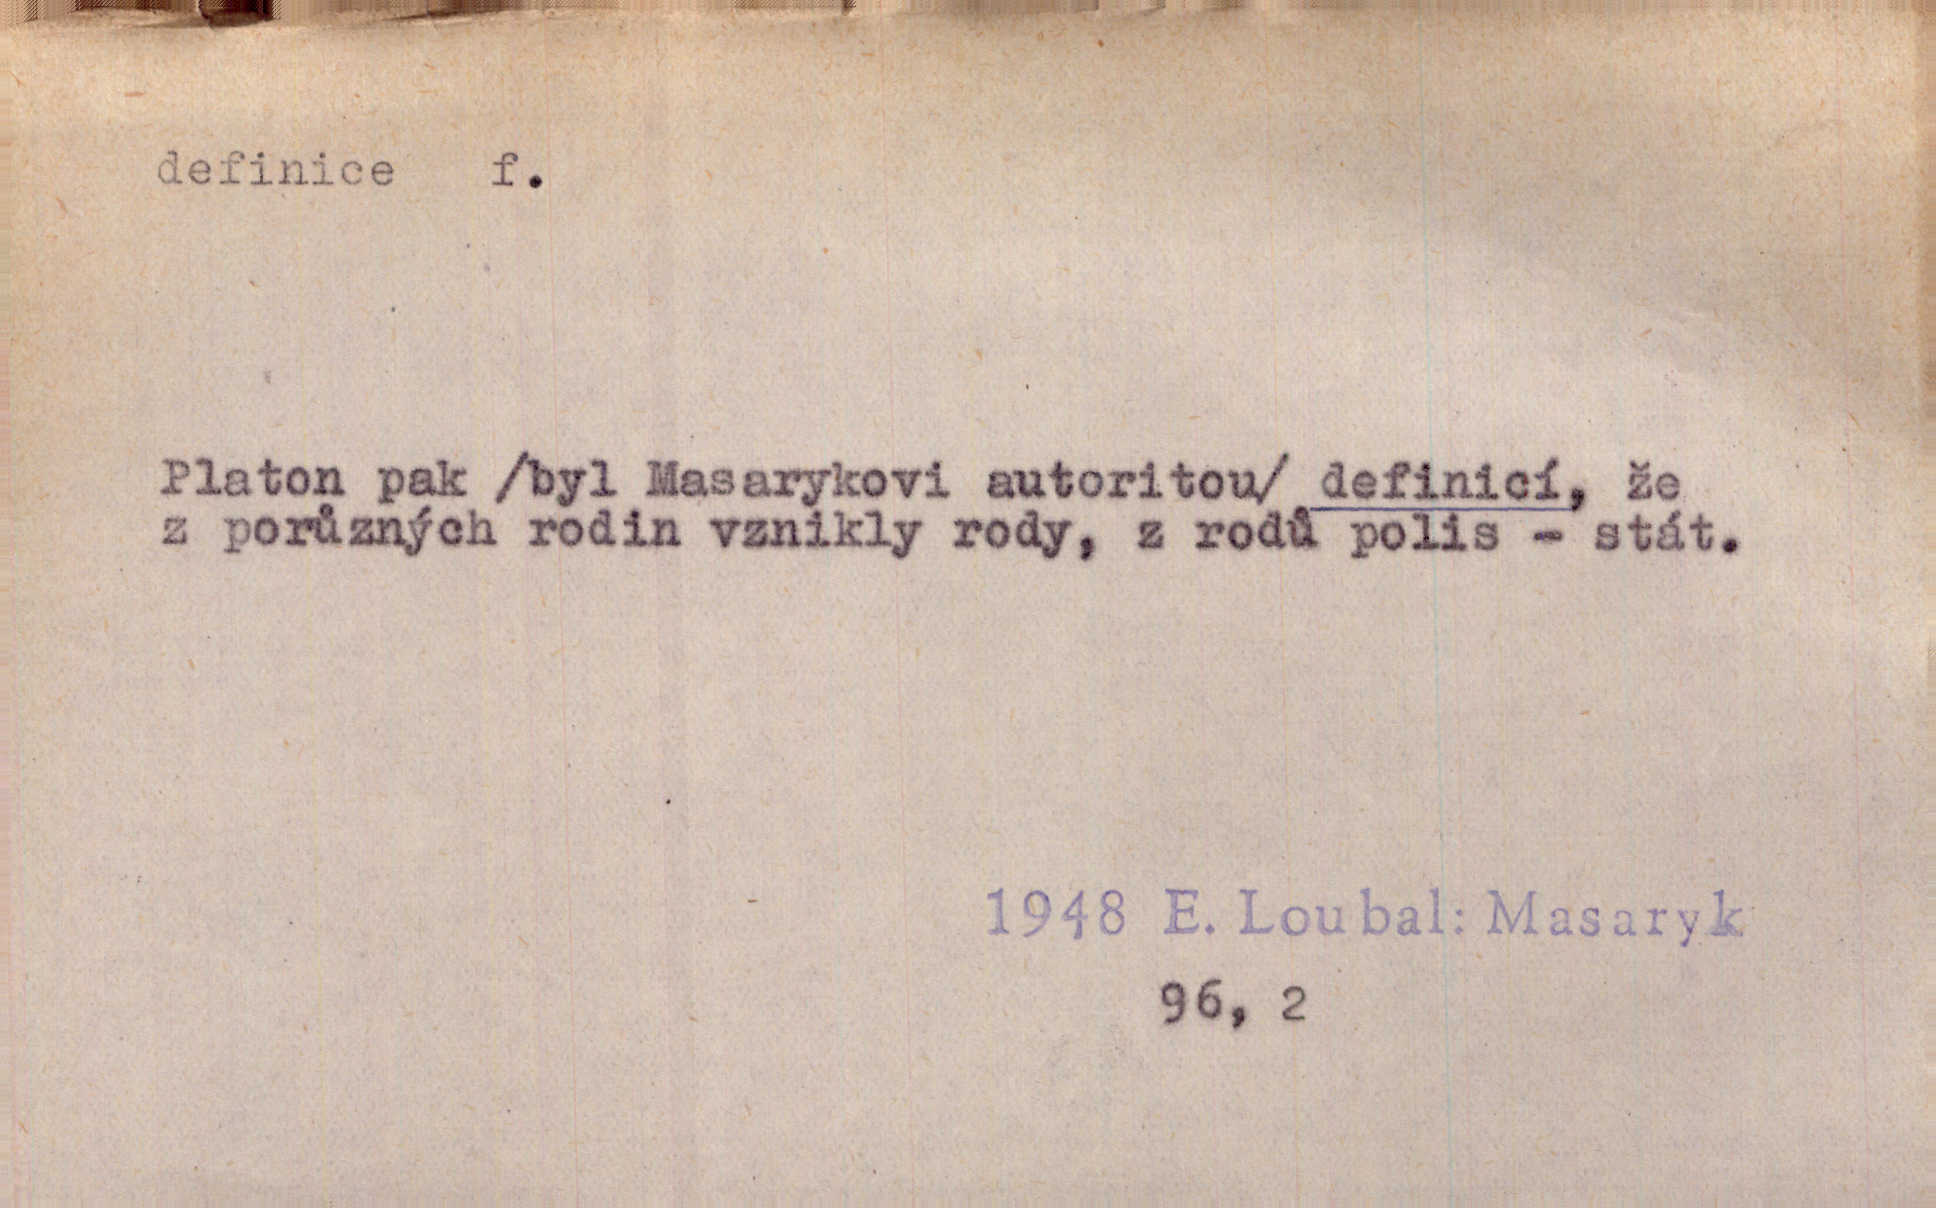 definice f.
Platon pak /byl Masarykovi autoritou/ definicí, že
z porůzných rodin vznikly rody, z rodů polis - stát.
1948 E. Loubal: Masaryk
96, 2